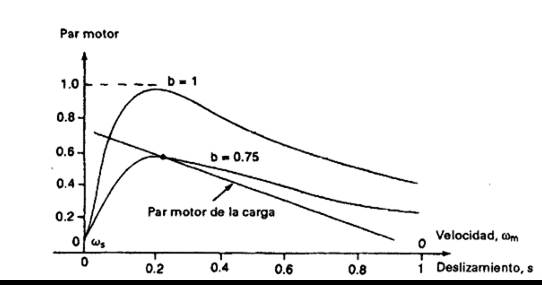 Par motor
1.0
b = 1
0.8
0.6
b = 0.75
0.4
Par motor de la carga
0.2
0
ωs
0
Velocidad, ωm
0
0.2
0.4
0.6
0.8
1
Deslizamiento, s